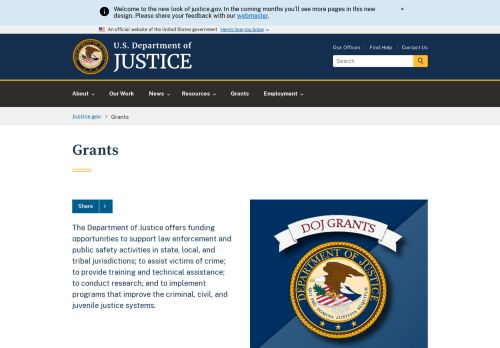 Welcome to the new look of justice.gov. In the coming months you'll see more pages in this new
design. Please share your feedback with our webmaster.
×
An official website of the United States government Here's how you know
U.S. Department of
JUSTICE
Our Offices | Find Help | Contact Us
Search
About Our Work News Resources Grants Employment
Justice.gov > Grants
Grants
Share
The Department of Justice offers funding
opportunities to support law enforcement and
public safety activities in state, local, and
tribal jurisdictions; to assist victims of crime;
to provide training and technical assistance;
to conduct research; and to implement
programs that improve the criminal, civil, and
juvenile justice systems.
DOJ GRANTS
DEPARTMENT OF JUSTICE
QUI PRO DOMINA JUSTITIA SEQUITUR